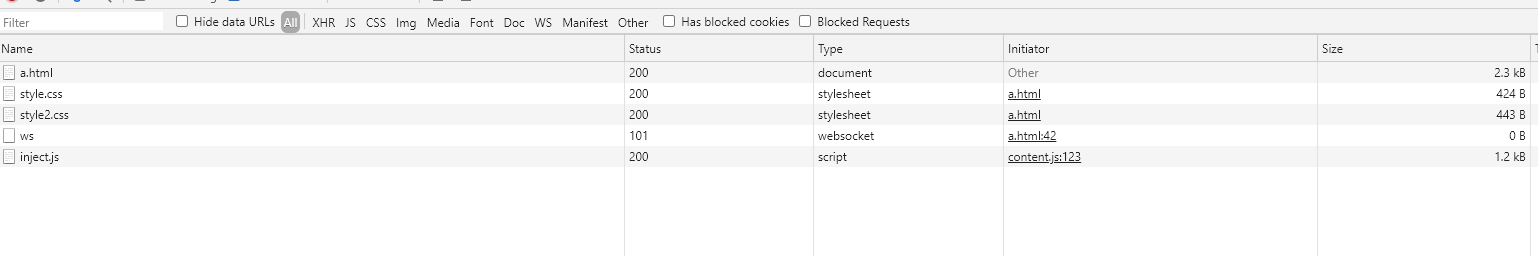 Filter Hide data URLs All XHR JS CSS Img Media Font Doc WS Manifest Other Has blocked cookies Blocked Requests
Name Status Type Initiator Size
a.html 200 document Other 2.3 kB
style.css 200 stylesheet a.html 424 B
style2.css 200 stylesheet a.html 443 B
ws 101 websocket a.html:42 0 B
inject.js 200 script content.js:123 1.2 kB